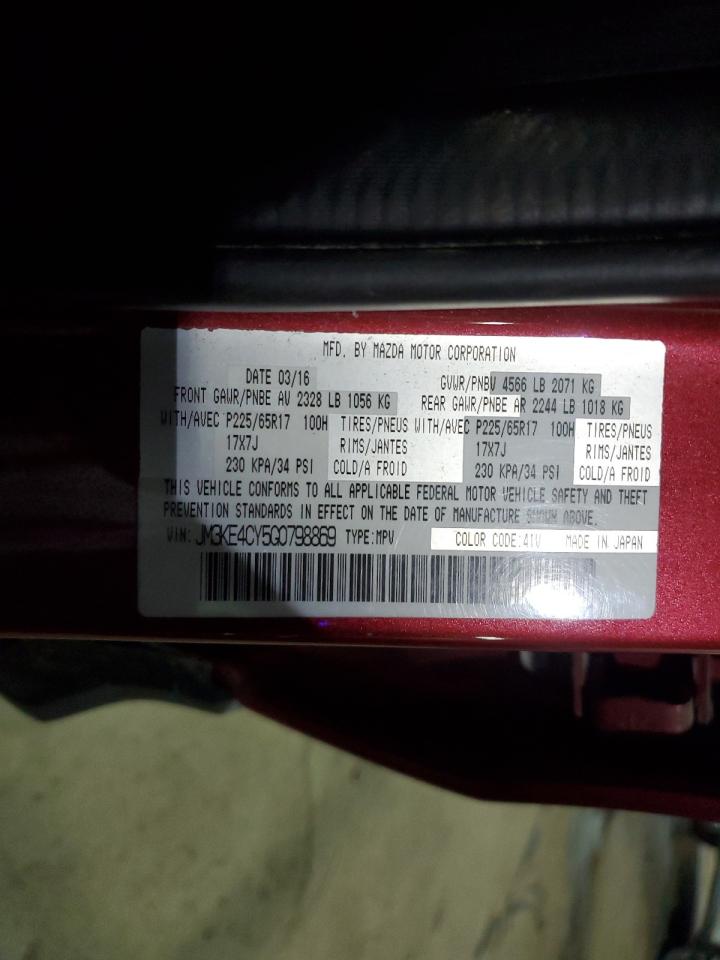 MFD. BY MAZDA MOTOR CORPORATION
DATE 03/16 GVWR/PNBV 4566 LB 2071 KG
FRONT GAWR/PNBE AV 2328 LB 1056 KG REAR GAWR/PNBE AR 2244 LB 1018 KG
WITH/AVEC P225/65R17 100H TIRES/PNEUS WITH/AVEC P225/65R17 100H TIRES/PNEUS
17X7J RIMS/JANTES 17X7J RIMS/JANTES
230 KPA/34 PSI COLD/A FROID 230 KPA/34 PSI COLD/A FROID
THIS VEHICLE CONFORMS TO ALL APPLICABLE FEDERAL MOTOR VEHICLE SAFETY AND THEFT
PREVENTION STANDARDS IN EFFECT ON THE DATE OF MANUFACTURE SHOWN ABOVE.
VIN: JM3KE4CY5G0798869 TYPE:MPV COLOR CODE:41V MADE IN JAPAN